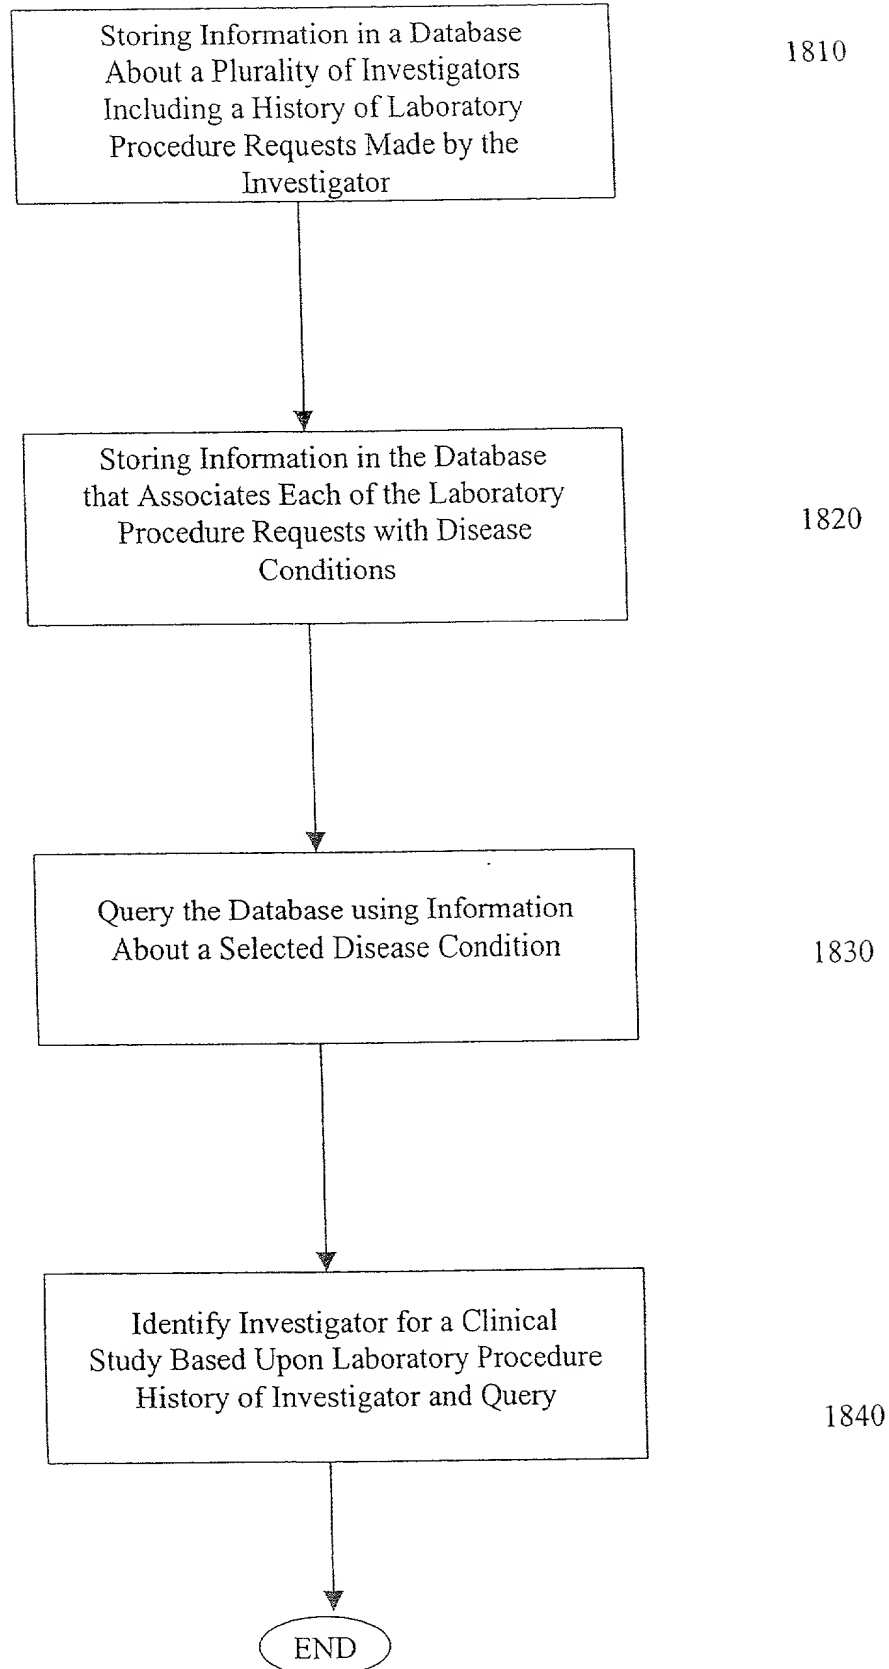 Storing Information in a Database
About a Plurality of Investigators
Including a History of Laboratory
Procedure Requests Made by the
Investigator
1810
Storing Information in the Database
that Associates Each of the Laboratory
Procedure Requests with Disease
Conditions
1820
Query the Database using Information
About a Selected Disease Condition
1830
Identify Investigator for a Clinical
Study Based Upon Laboratory Procedure
History of Investigator and Query
1840
END